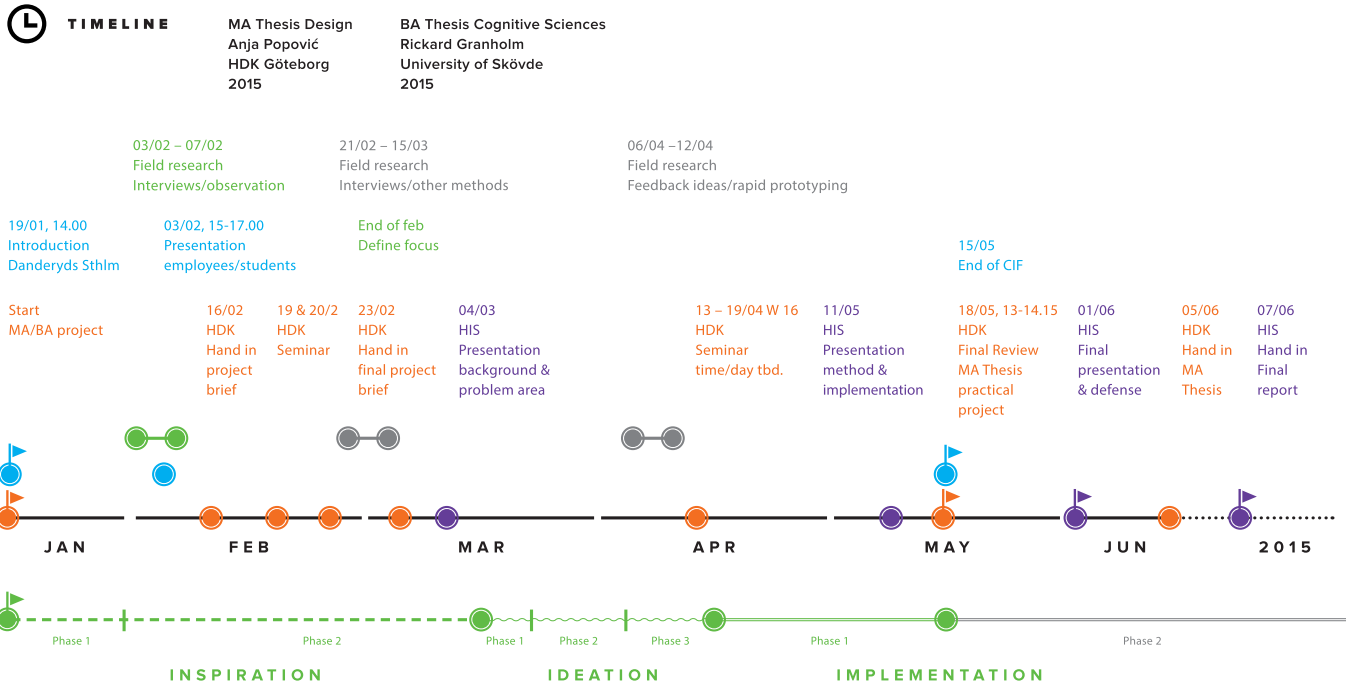 TIMELINE
MA Thesis Design
Anja Popović
HDK Göteborg
2015
BA Thesis Cognitive Sciences
Rickard Granholm
University of Skövde
2015
03/02 – 07/02
Field research
Interviews/observation
21/02 – 15/03
Field research
Interviews/other methods
06/04 –12/04
Field research
Feedback ideas/rapid prototyping
19/01, 14.00
Introduction
Danderyds Sthlm
03/02, 15-17.00
Presentation
employees/students
End of feb
Define focus
15/05
End of CIF
Start
MA/BA project
16/02
HDK
Hand in
project
brief
19 & 20/2
HDK
Seminar
23/02
HDK
Hand in
final project
brief
04/03
HIS
Presentation
background &
problem area
13 – 19/04 W 16
HDK
Seminar
time/day tbd.
11/05
HIS
Presentation
method &
implementation
18/05, 13-14.15
HDK
Final Review
MA Thesis
practical
project
01/06
HIS
Final
presentation
& defense
05/06
HDK
Hand in
MA
Thesis
07/06
HIS
Hand in
Final
report
JAN
FEB
MAR
APR
MAY
JUN
2015
Phase 1
Phase 2
Phase 1
Phase 2
Phase 3
Phase 1
Phase 2
INSPIRATION
IDEATION
IMPLEMENTATION